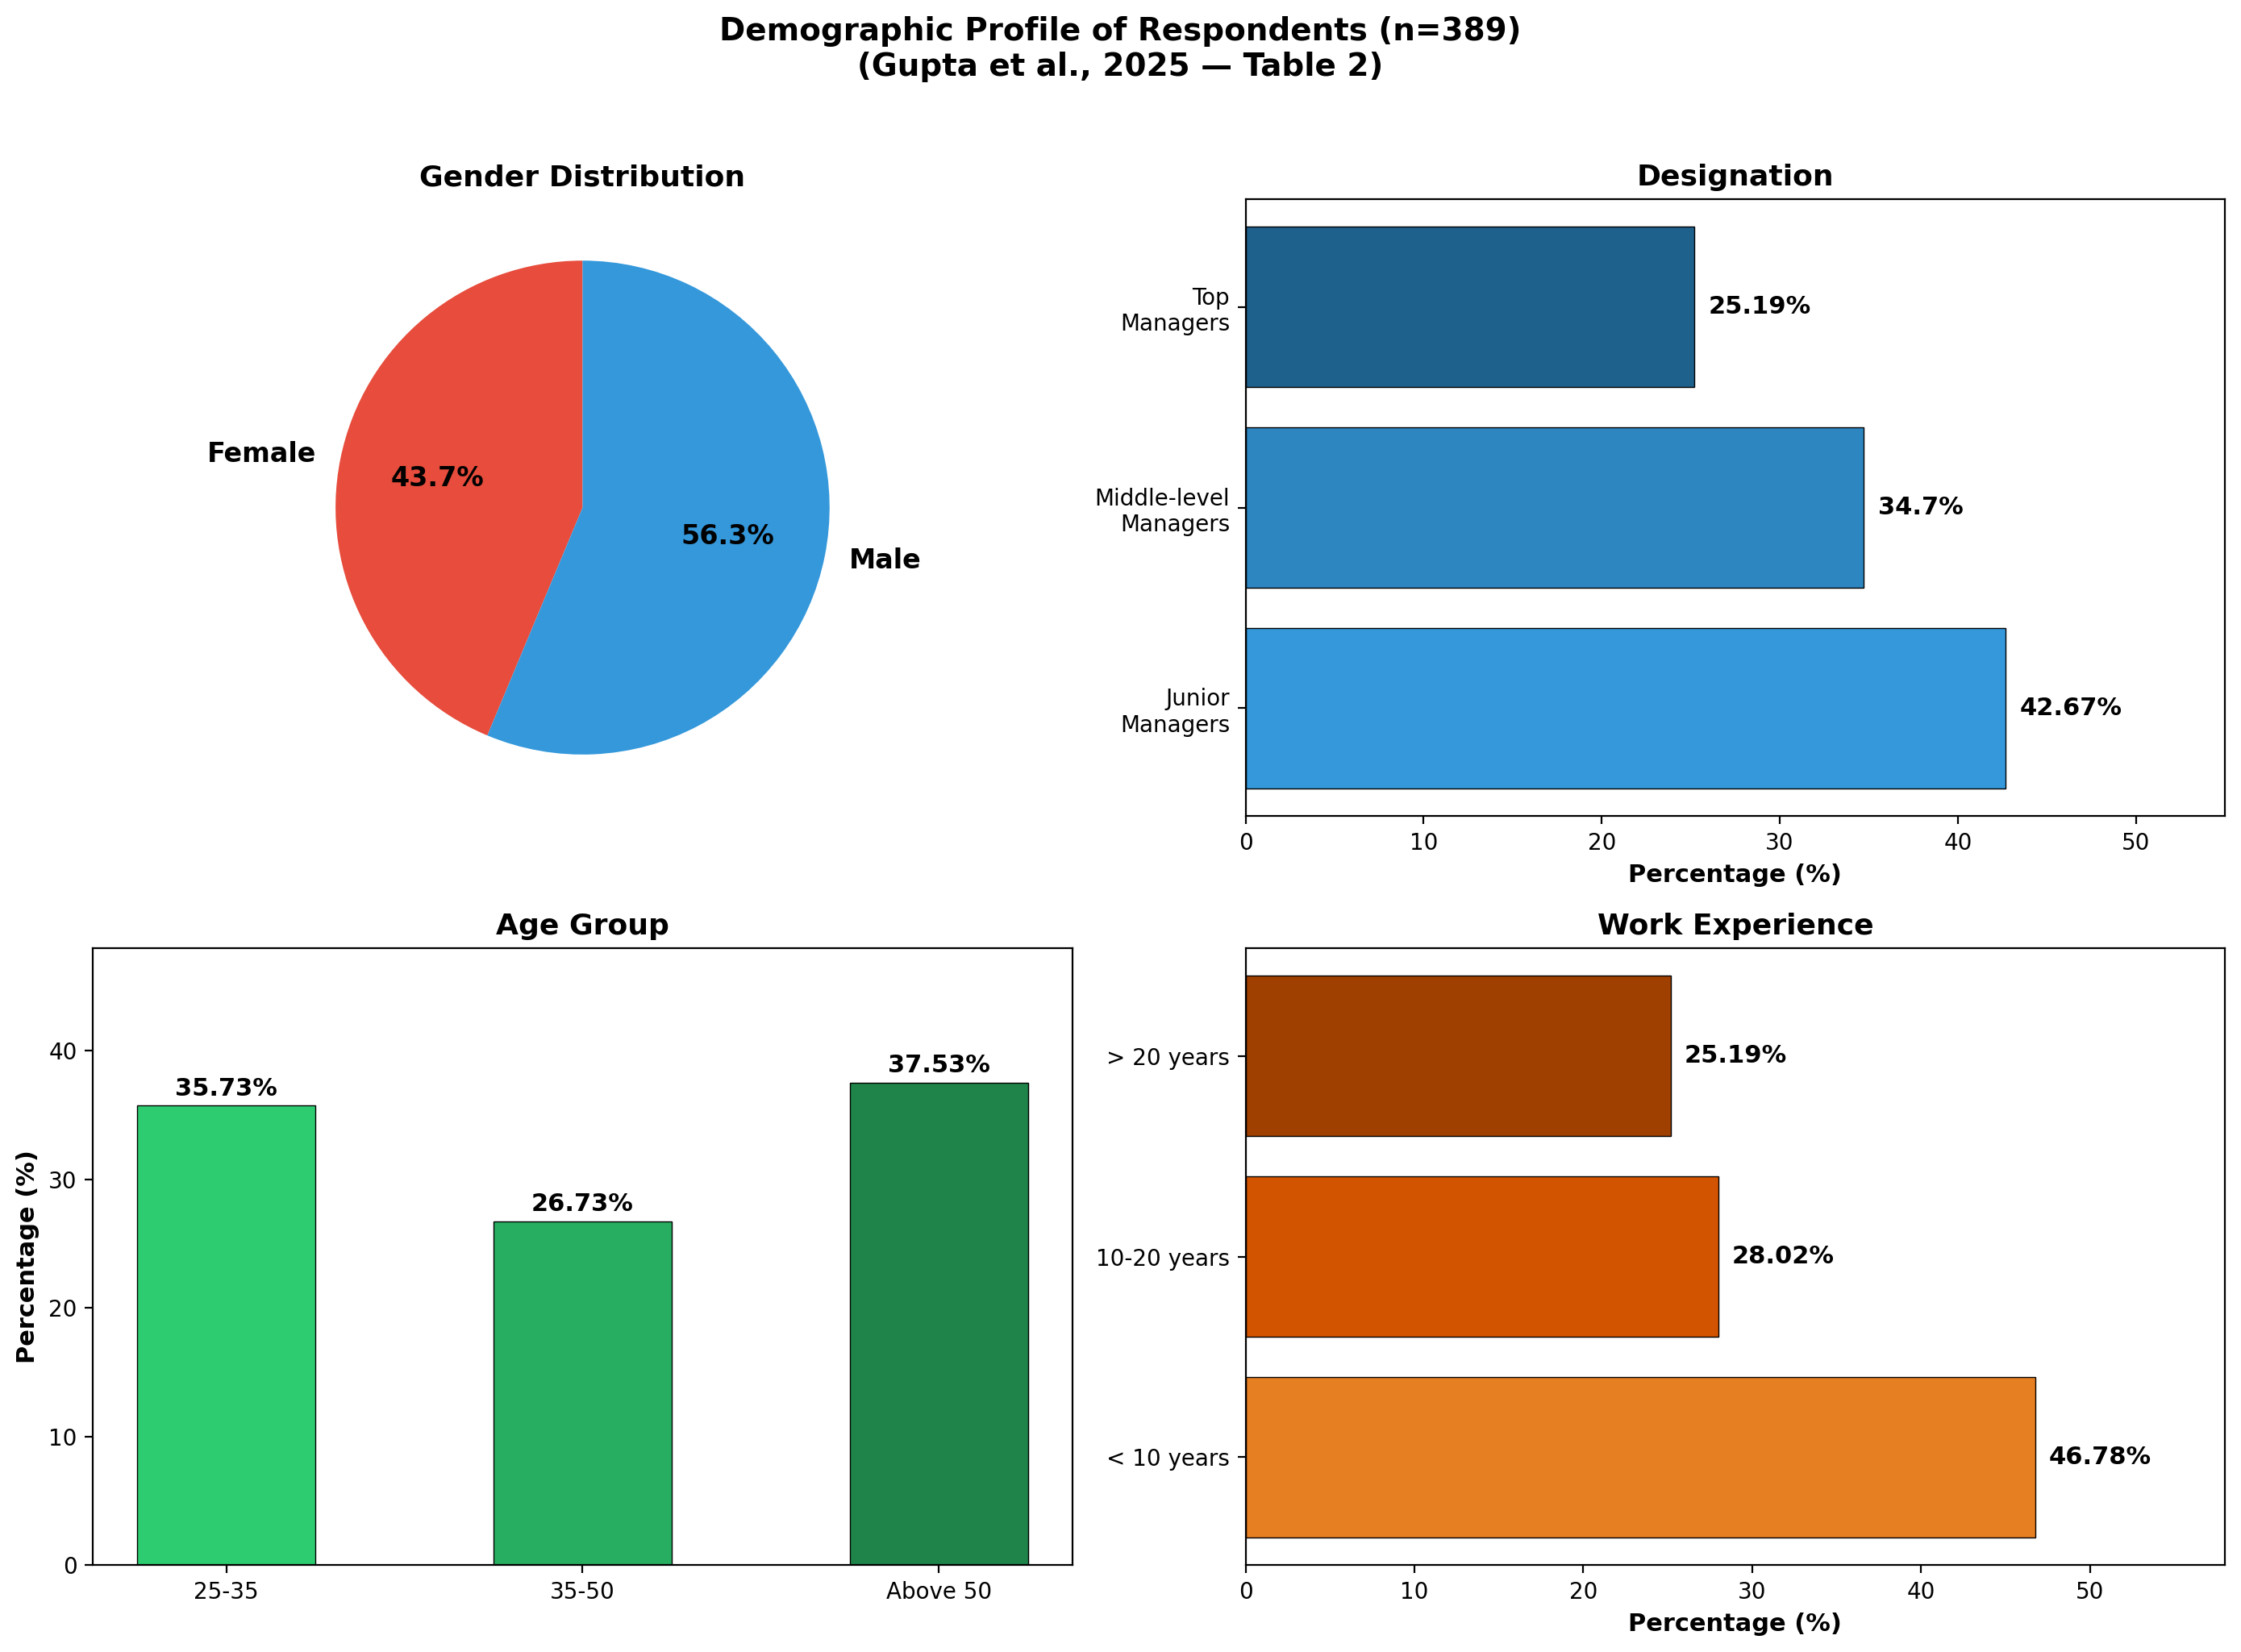 Demographic Profile of Respondents (n=389)
(Gupta et al., 2025 — Table 2)
Gender Distribution
Female
43.7%
56.3%
Male
Designation
Top
Managers
25.19%
Middle-level
Managers
34.7%
Junior
Managers
42.67%
0 10 20 30 40 50
Percentage (%)
Age Group
Percentage (%)
40
30
20
10
0
35.73%
26.73%
37.53%
25-35 35-50 Above 50
Work Experience
> 20 years
25.19%
10-20 years
28.02%
< 10 years
46.78%
0 10 20 30 40 50
Percentage (%)